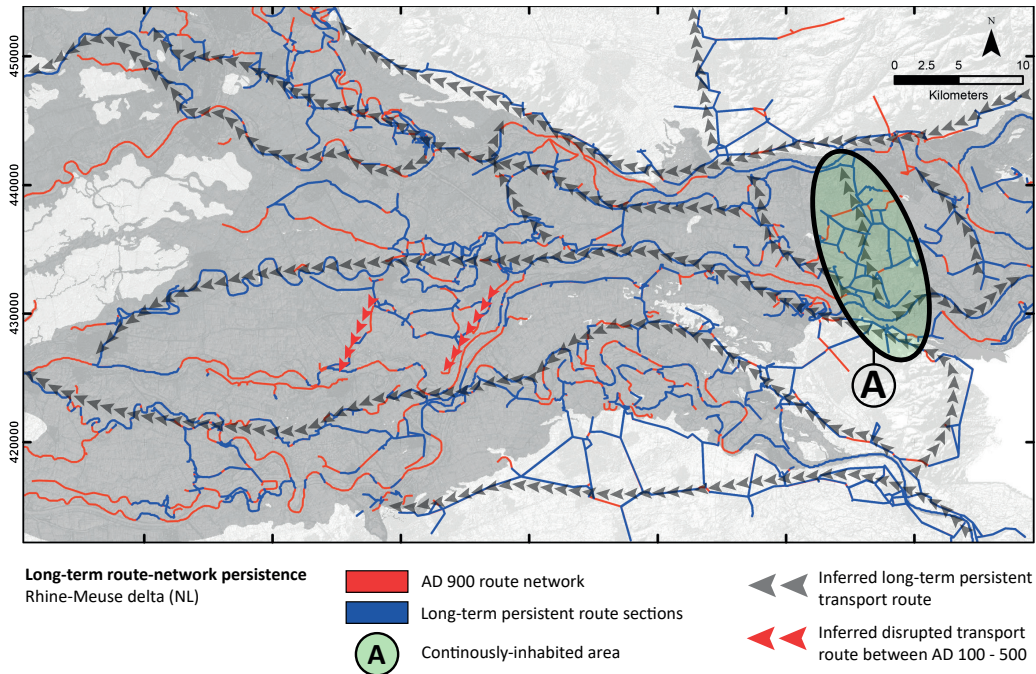 450000
440000
430000
420000
N
0 2.5 5 10
Kilometers
A
Long-term route-network persistence
Rhine-Meuse delta (NL)
AD 900 route network
Long-term persistent route sections
A
Continously-inhabited area
Inferred long-term persistent
transport route
Inferred disrupted transport
route between AD 100 - 500